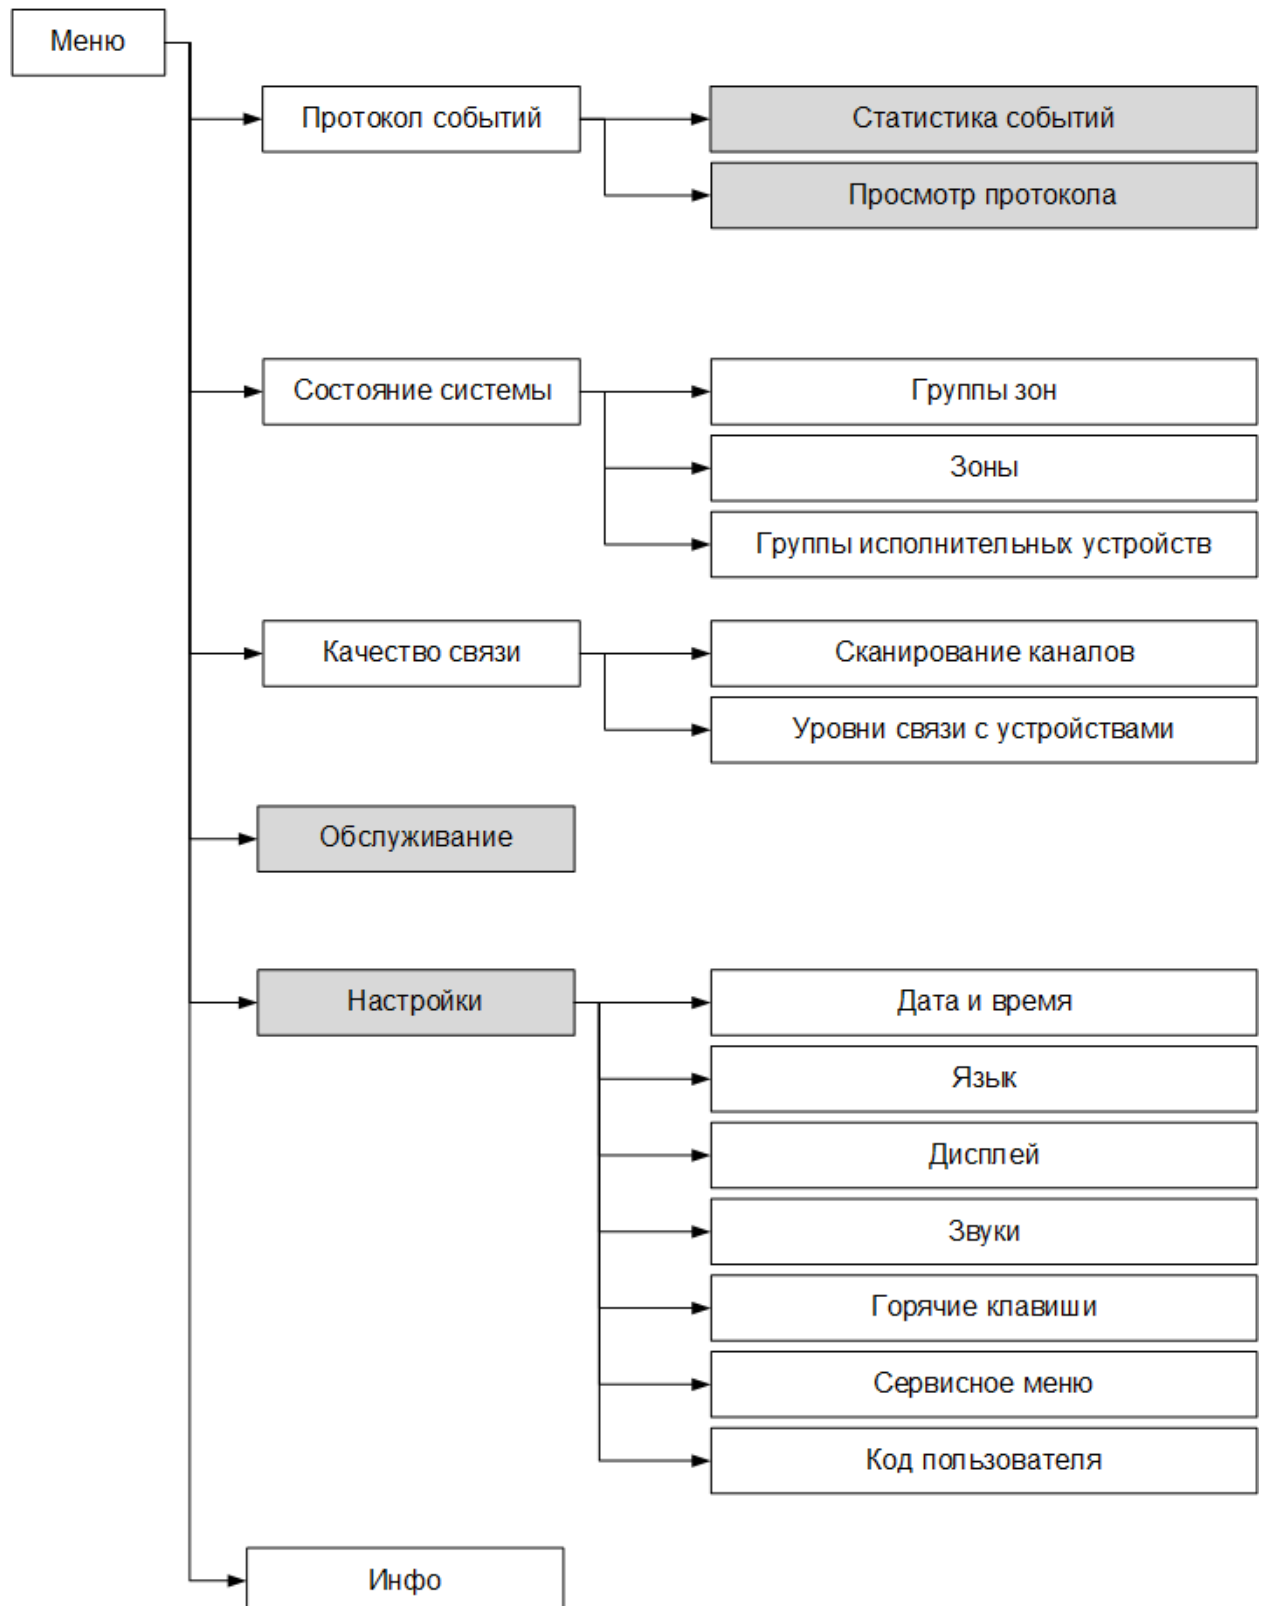 Меню
Протокол событий
Статистика событий
Просмотр протокола
Состояние системы
Группы зон
Зоны
Группы исполнительных устройств
Качество связи
Сканирование каналов
Уровни связи с устройствами
Обслуживание
Настройки
Дата и время
Язык
Дисплей
Звуки
Горячие клавиши
Сервисное меню
Код пользователя
Инфо